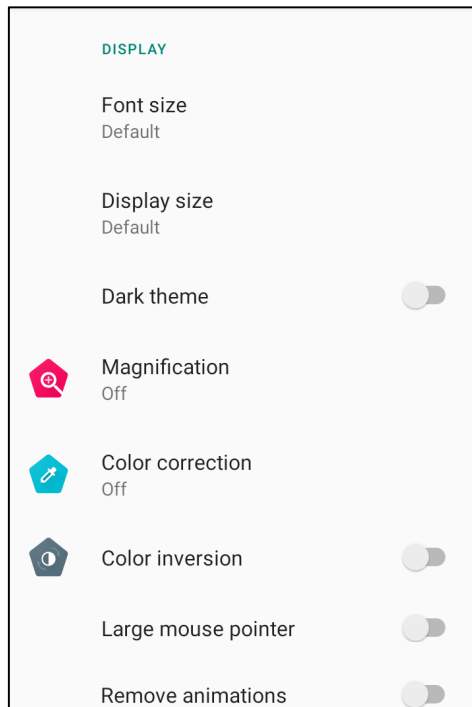 DISPLAY
Font size
Default
Display size
Default
Dark theme
Magnification
Off
Color correction
Off
Color inversion
Large mouse pointer
Remove animations